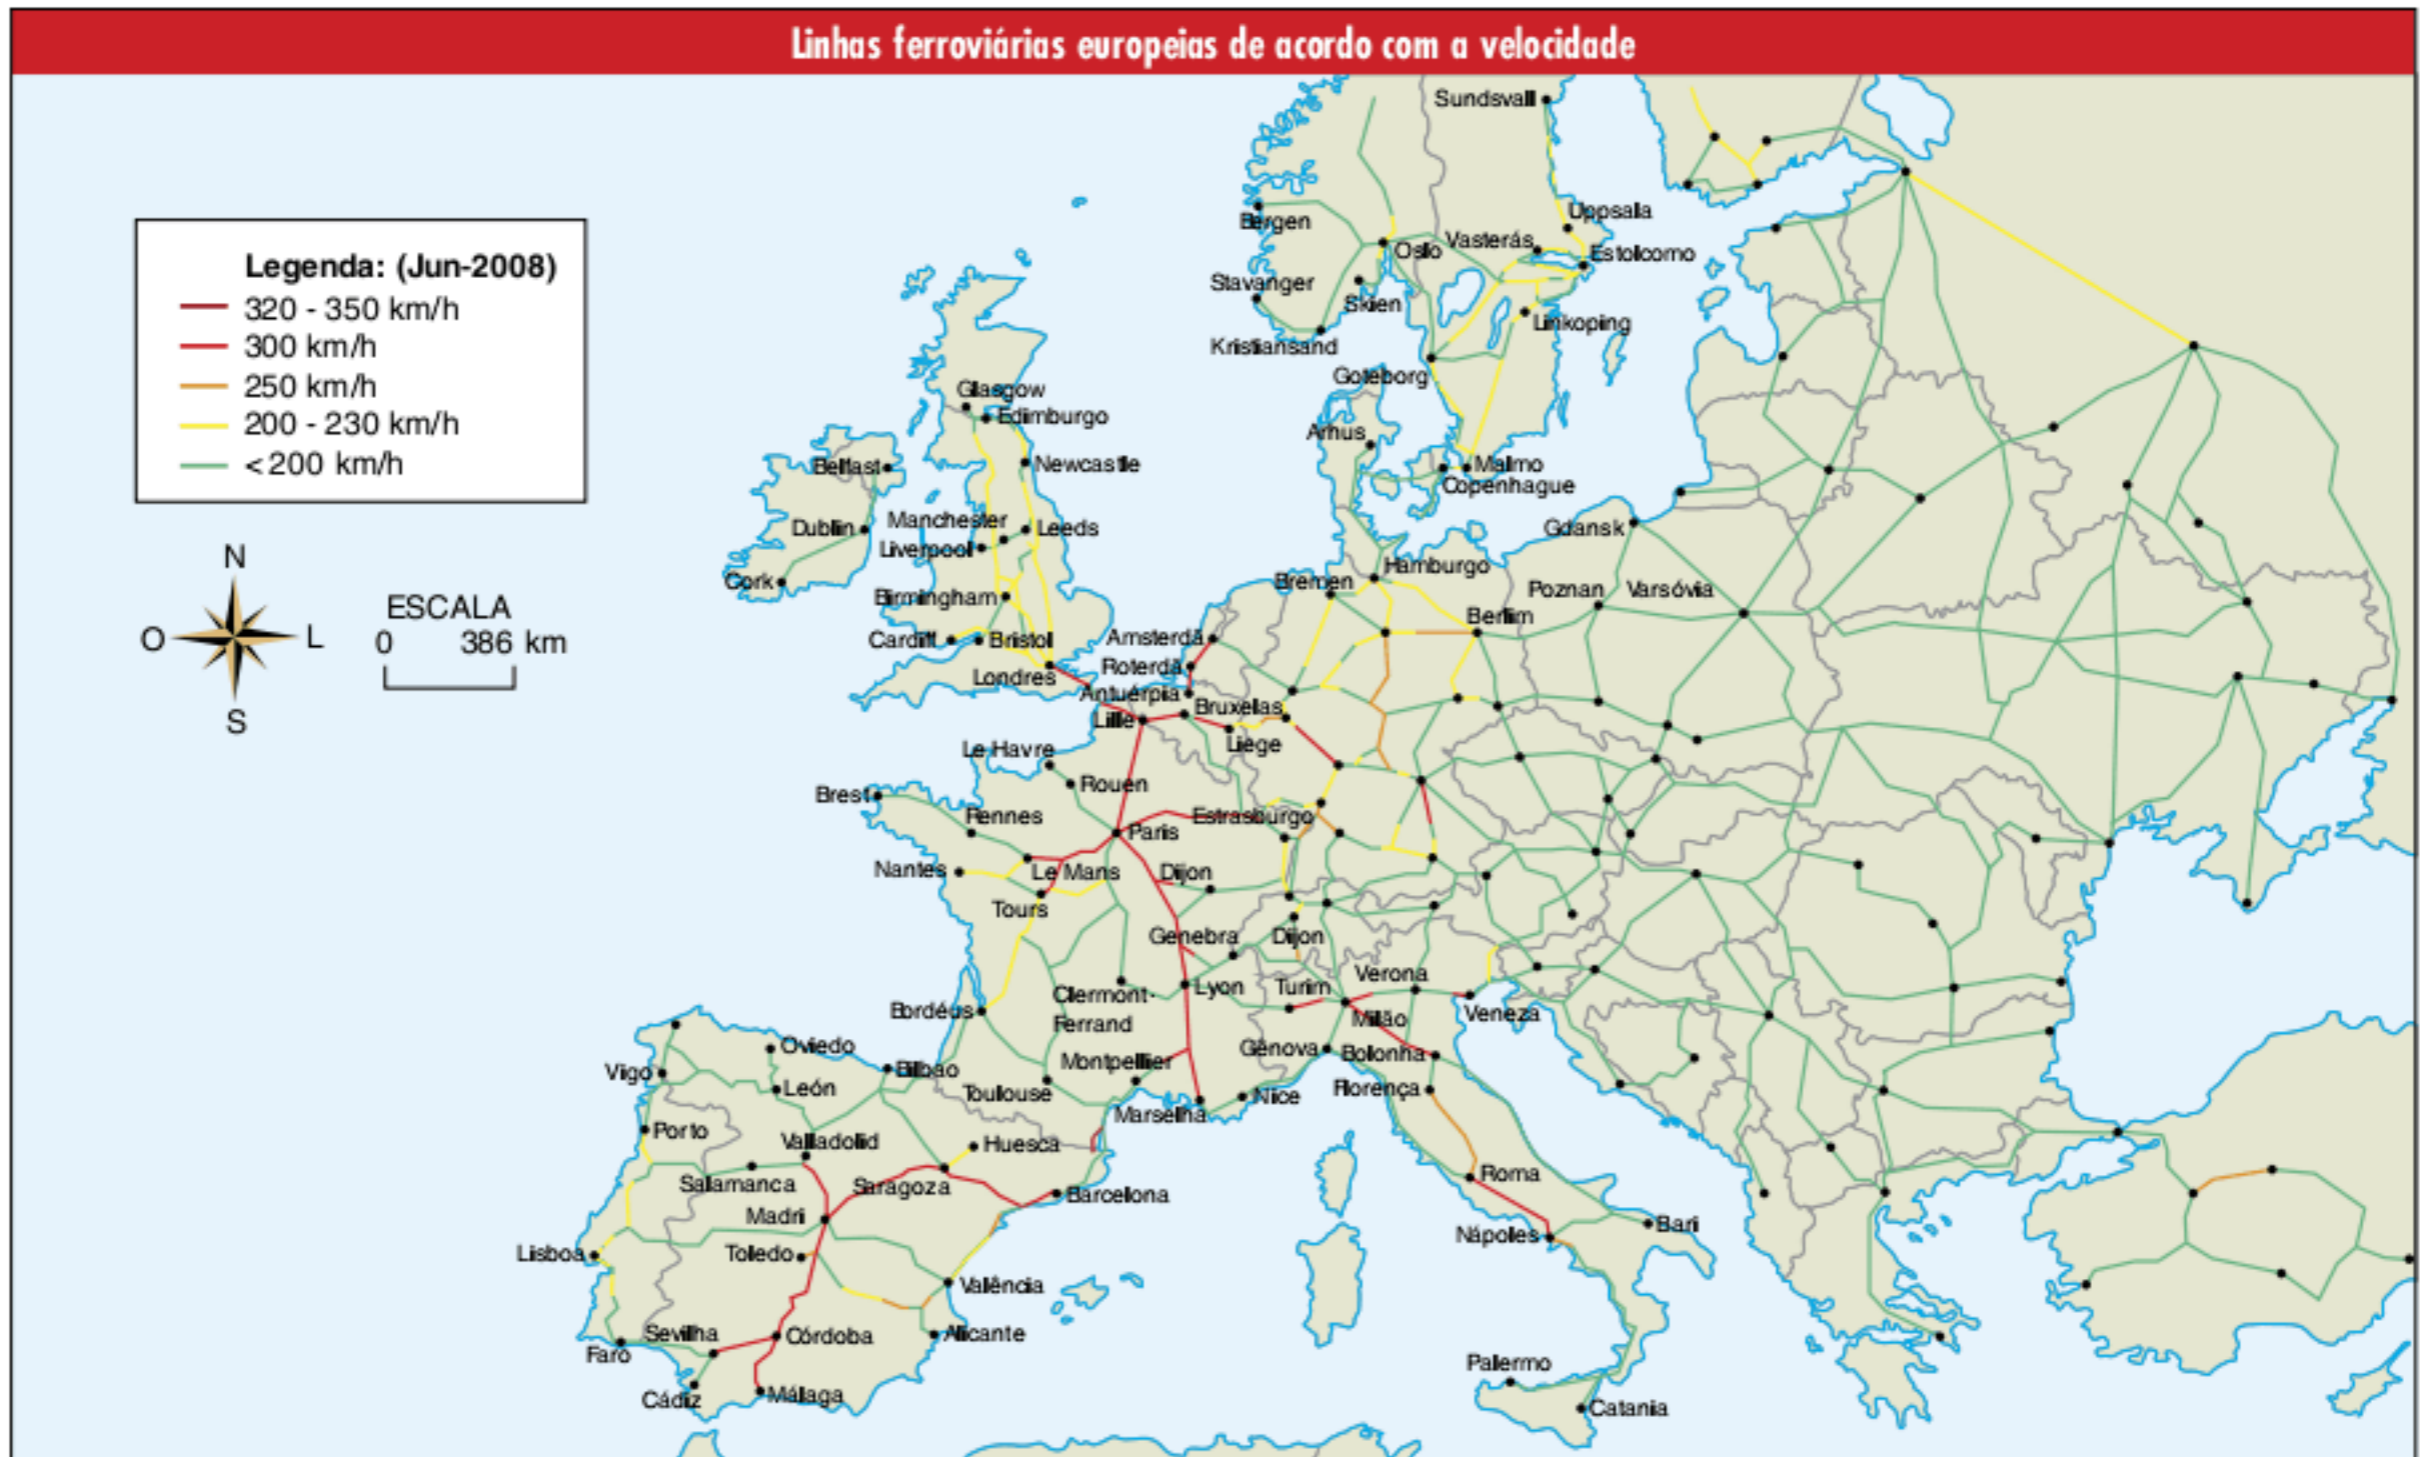 Linhas ferroviárias europeias de acordo com a velocidade
Legenda: (Jun-2008)
320 - 350 km/h
300 km/h
250 km/h
200 - 230 km/h
<200 km/h
N
O
L
S
ESCALA
0 386 km
Sundsvall
Bergen
Uppsala
Oslo
Vasterás
Estolcomo
Stavanger
Skien
Linkoping
Kristiansand
Goteborg
Glasgow
Edimburgo
Arhus
Belfast
Newcastle
Malmo
Copenhague
Dublin
Manchester
Leeds
Gdansk
Liverpool
Cork
Hamburgo
Bremen
Birmingham
Poznan
Varsóvia
Berlim
Cardiff
Bristol
Amsterdã
Londres
Roterdã
Antuérpia
Bruxelas
Lille
Liege
Le Havre
Rouen
Brest
Rennes
Estrasburgo
Paris
Nantes
Le Mans
Dijon
Tours
Genebra
Dijon
Verona
Clermont-
Ferrand
Lyon
Turim
Bordéus
Milão
Veneza
Oviedo
Montpellier
Gênova
Bolonha
Vigo
Bilbao
León
Toulouse
Nice
Florença
Marselha
Porto
Valladolid
Huesca
Salamanca
Saragoza
Roma
Barcelona
Madri
Nápoles
Bari
Lisboa
Toledo
Valência
Sevilha
Córdoba
Alicante
Faro
Palermo
Cádiz
Málaga
Catania